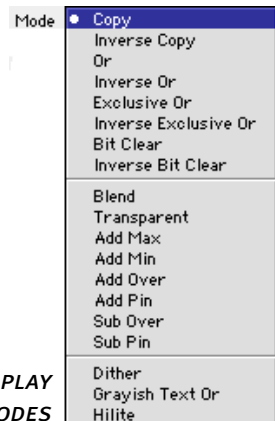 Mode Copy
Inverse Copy
Or
Inverse Or
Exclusive Or
Inverse Exclusive Or
Bit Clear
Inverse Bit Clear
Blend
Transparent
Add Max
Add Min
Add Over
Add Pin
Sub Over
Sub Pin
PLAY Dither
Grayish Text Or
ODES Hilite